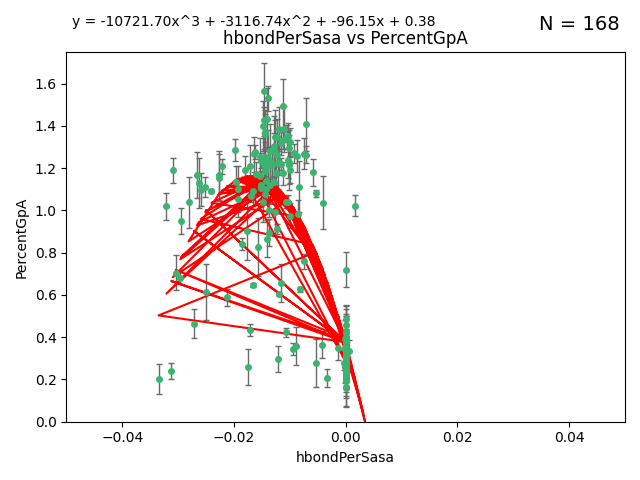 y = -10721.70x^3 + -3116.74x^2 + -96.15x + 0.38
N = 168
hbondPerSasa vs PercentGpA
PercentGpA
1.6
1.4
1.2
1.0
0.8
0.6
0.4
0.2
0.0
−0.04 −0.02 0.00 0.02 0.04
hbondPerSasa